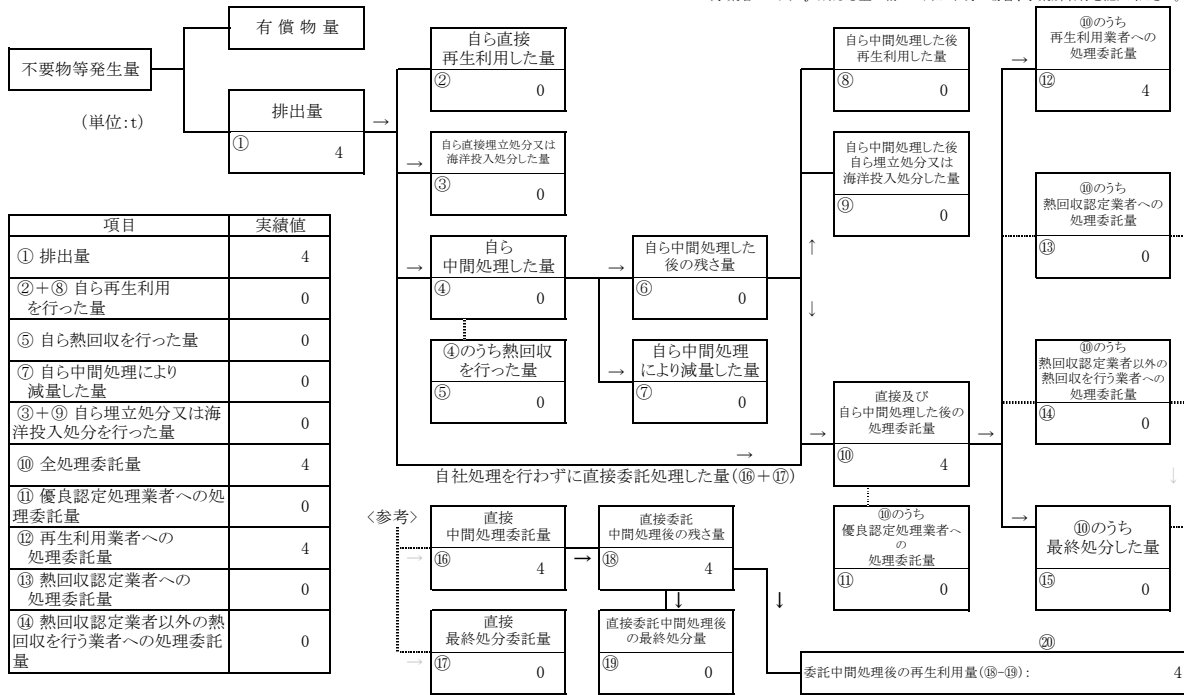 有償物量
不要物等発生量
(単位:t)
排出量
→
①
4
自ら直接
再生利用した量
②
0
→
自ら直接埋立処分又は
海洋投入処分した量
③
0
→
自ら
中間処理した量
④
0
④のうち熱回収
を行った量
⑤
0
→
自ら中間処理した
後の残さ量
⑥
0
→
自ら中間処理
により減量した量
⑦
0
自ら中間処理した後
再生利用した量
⑧
0
自ら中間処理した後
自ら埋立処分又は
海洋投入処分した量
⑨
0
↑
↓
→
直接及び
自ら中間処理した後の
処理委託量
⑩
4
→
⑩のうち
優良認定処理業者へ
の
処理委託量
⑪
0
→
⑩のうち
再生利用業者への
処理委託量
⑫
4
⑩のうち
熱回収認定業者への
処理委託量
⑬
0
⑩のうち
熱回収認定業者以外の
熱回収を行う業者への
処理委託量
⑭
0
↓
→
⑩のうち
最終処分した量
⑮
0
項目 実績値
① 排出量 4
②+⑧ 自ら再生利用
を行った量 0
⑤ 自ら熱回収を行った量 0
⑦ 自ら中間処理により
減量した量 0
③+⑨ 自ら埋立処分又は海
洋投入処分を行った量 0
⑩ 全処理委託量 4
⑪ 優良認定処理業者への処
理委託量 0
⑫ 再生利用業者への
処理委託量 4
⑬ 熱回収認定業者への
処理委託量 0
⑭ 熱回収認定業者以外の熱
回収を行う業者への処理委託
量 0
→
自社処理を行わずに直接委託処理した量(⑯+⑰)
〈参考〉
直接
中間処理委託量
→
⑯
4
→
直接委託
中間処理後の残さ量
⑱
4
↓
↓
直接
最終処分委託量
→
⑰
0
直接委託中間処理後
の最終処分量
⑲
0
⑳
委託中間処理後の再生利用量(⑱-⑲): 4